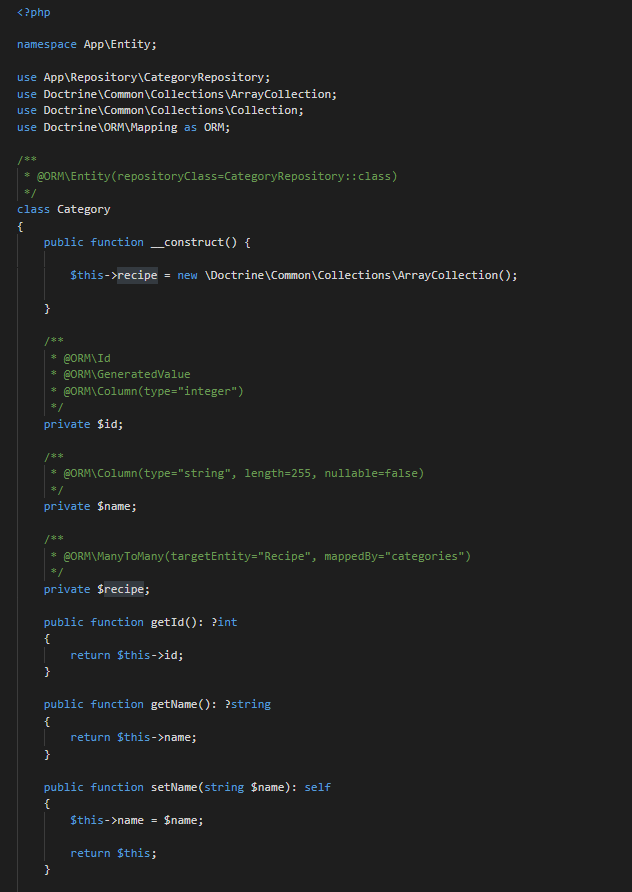 <?php
namespace App\Entity;
use App\Repository\CategoryRepository;
use Doctrine\Common\Collections\ArrayCollection;
use Doctrine\Common\Collections\Collection;
use Doctrine\ORM\Mapping as ORM;
/**
 * @ORM\Entity(repositoryClass=CategoryRepository::class)
 */
class Category
{
    public function __construct() {
        $this->recipe = new \Doctrine\Common\Collections\ArrayCollection();
    }
    /**
     * @ORM\Id
     * @ORM\GeneratedValue
     * @ORM\Column(type="integer")
     */
    private $id;
    /**
     * @ORM\Column(type="string", length=255, nullable=false)
     */
    private $name;
    /**
     * @ORM\ManyToMany(targetEntity="Recipe", mappedBy="categories")
     */
    private $recipe;
    public function getId(): ?int
    {
        return $this->id;
    }
    public function getName(): ?string
    {
        return $this->name;
    }
    public function setName(string $name): self
    {
        $this->name = $name;
        return $this;
    }